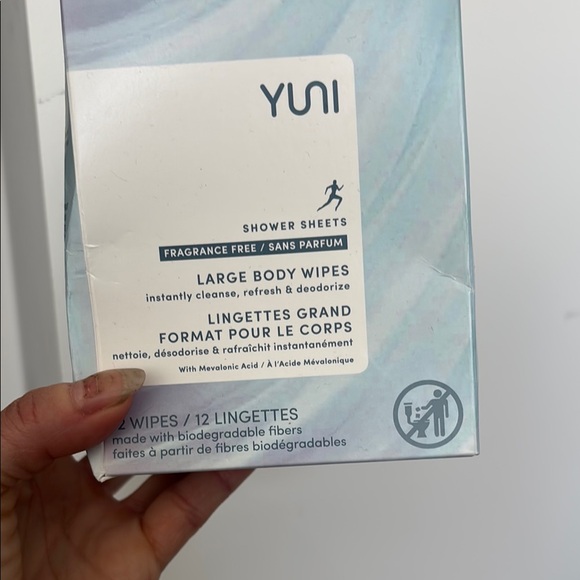 YUNI
SHOWER SHEETS
FRAGRANCE FREE / SANS PARFUM
LARGE BODY WIPES
instantly cleanse, refresh & deodorize
LINGETTES GRAND
FORMAT POUR LE CORPS
nettoie, désodorise & rafraîchit instantanément
With Mevalonic Acid / À l'Acide Mévalonique
2 WIPES / 12 LINGETTES
made with biodegradable fibers
faites à partir de fibres biodégradables